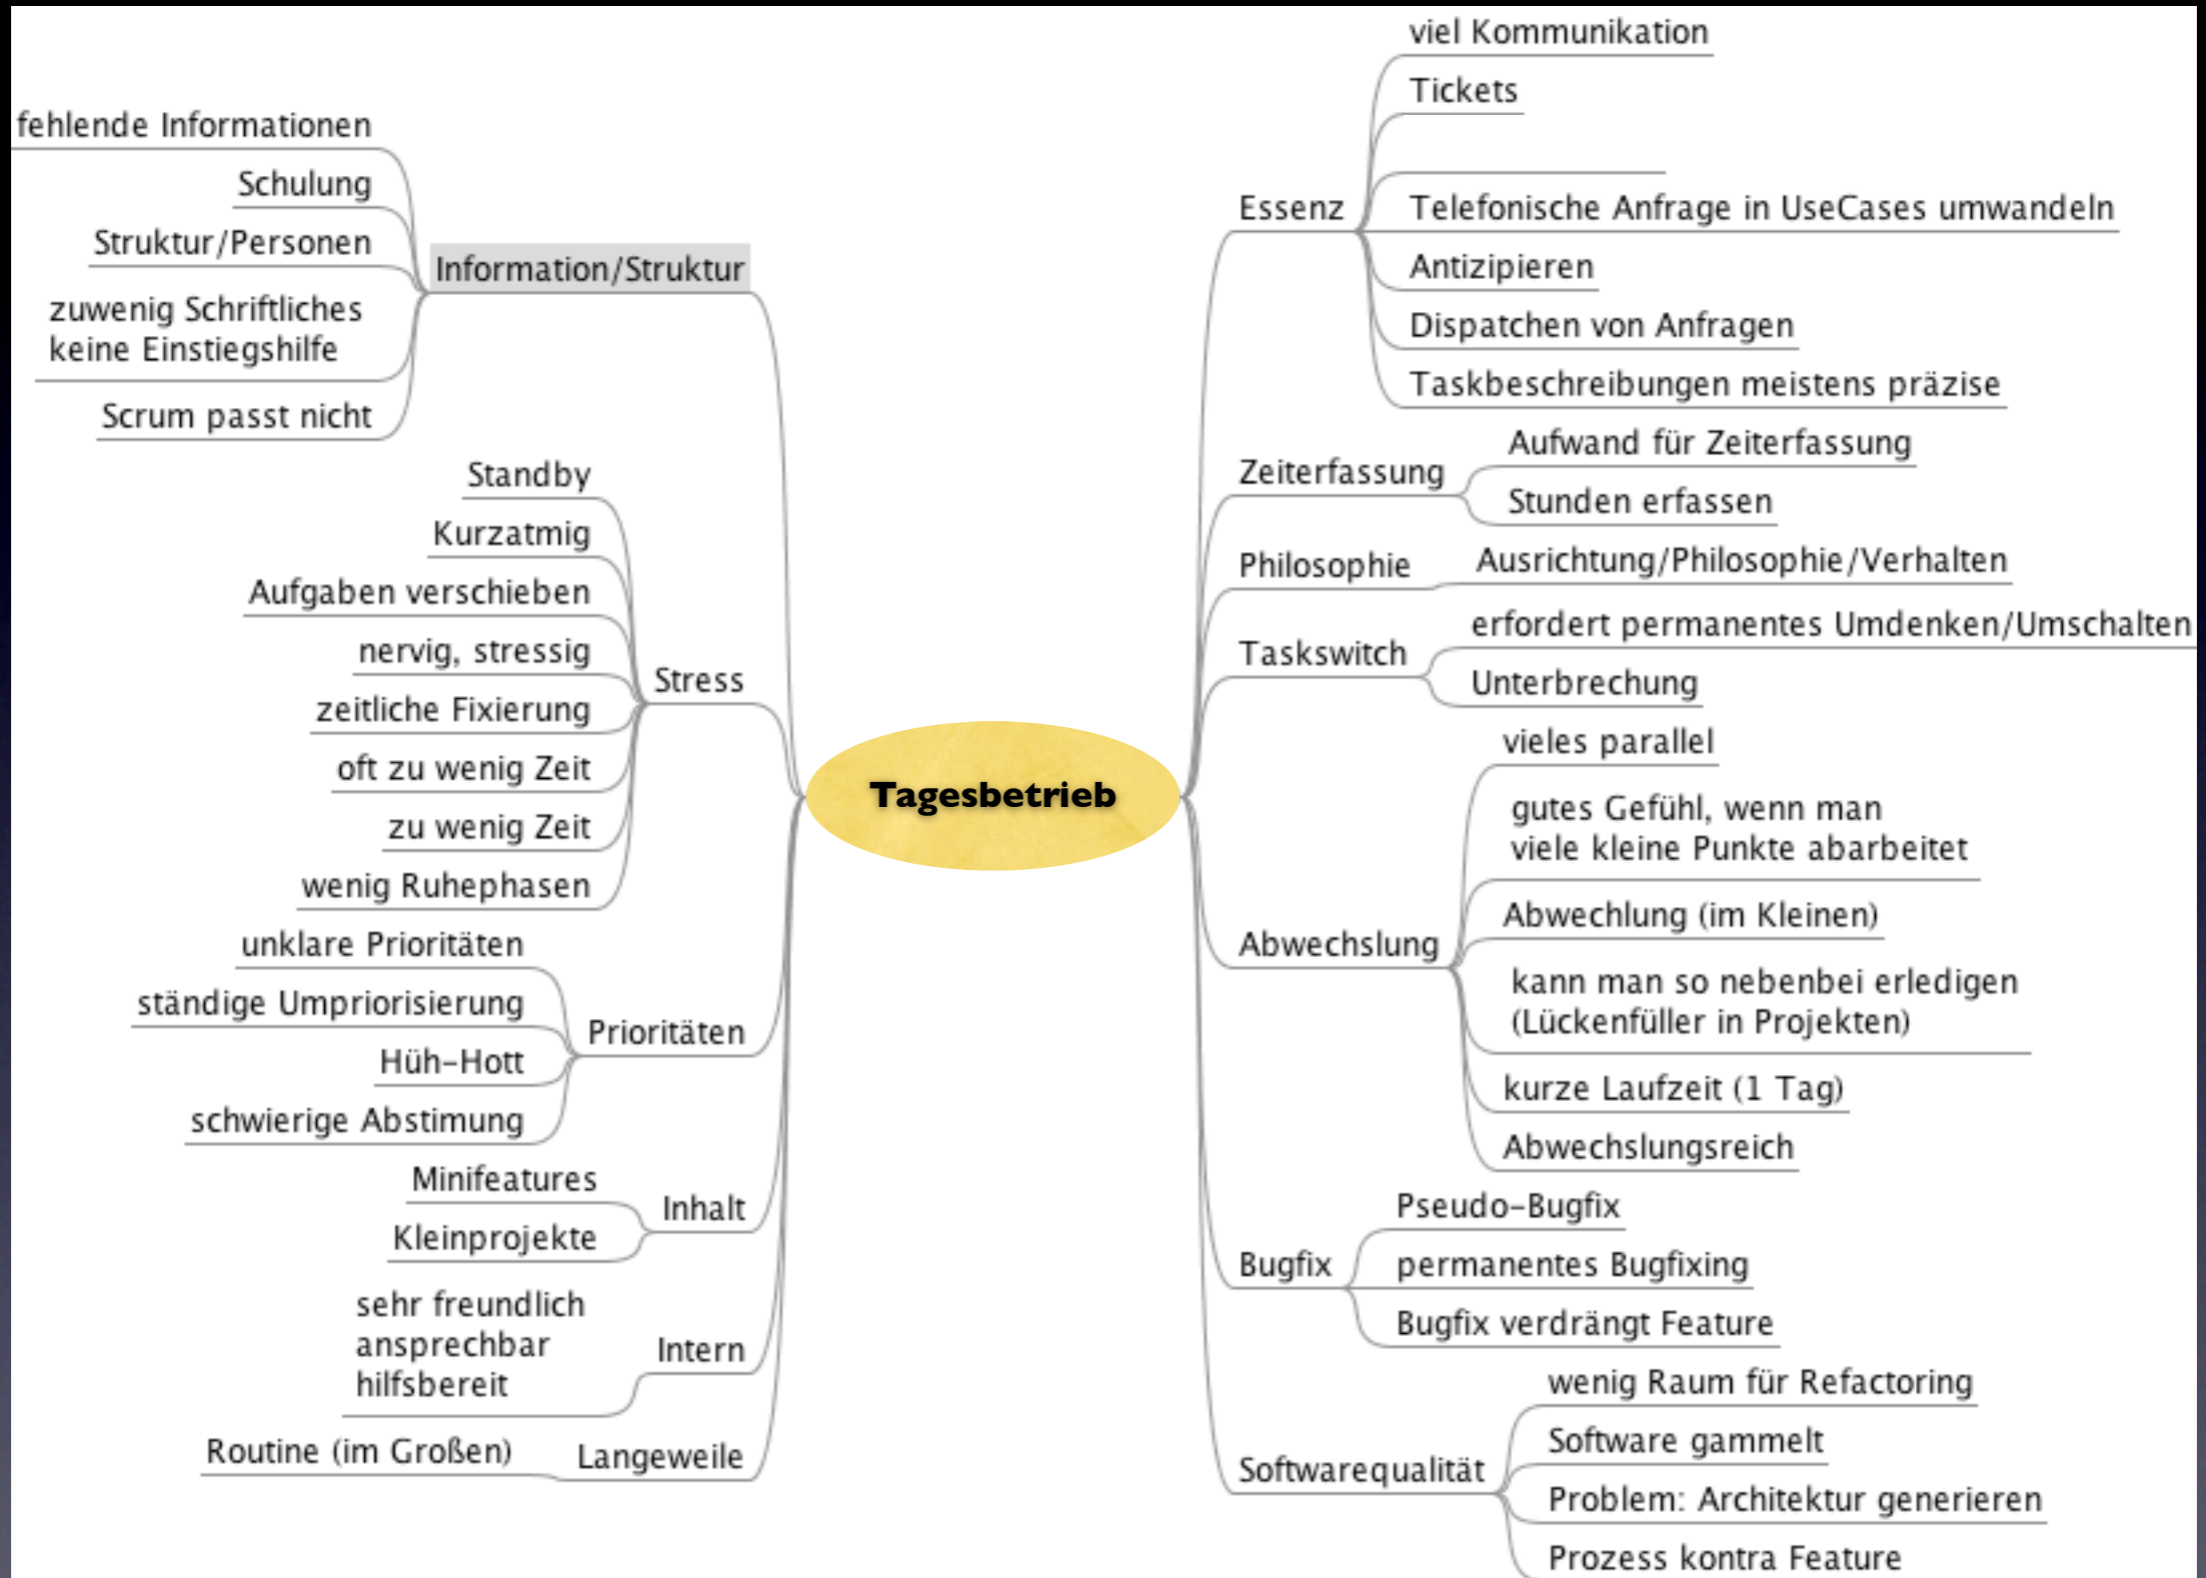 fehlende Informationen
Schulung
Struktur/Personen
zuwenig Schriftliches
keine Einstiegshilfe
Scrum passt nicht
Information/Struktur
Standby
Kurzatmig
Aufgaben verschieben
nervig, stressig
zeitliche Fixierung
oft zu wenig Zeit
zu wenig Zeit
wenig Ruhephasen
Stress
unklare Prioritäten
ständige Umpriorisierung
Hüh-Hott
schwierige Abstimung
Prioritäten
Minifeatures
Kleinprojekte
Inhalt
sehr freundlich
ansprechbar
hilfsbereit
Intern
Routine (im Großen)
Langeweile
Tagesbetrieb
Essenz
viel Kommunikation
Tickets
Telefonische Anfrage in UseCases umwandeln
Antizipieren
Dispatchen von Anfragen
Taskbeschreibungen meistens präzise
Zeiterfassung
Aufwand für Zeiterfassung
Stunden erfassen
Philosophie
Ausrichtung/Philosophie/Verhalten
Taskswitch
erfordert permanentes Umdenken/Umschalten
Unterbrechung
Abwechslung
vieles parallel
gutes Gefühl, wenn man
viele kleine Punkte abarbeitet
Abwechlung (im Kleinen)
kann man so nebenbei erledigen
(Lückenfüller in Projekten)
kurze Laufzeit (1 Tag)
Abwechslungsreich
Bugfix
Pseudo-Bugfix
permanentes Bugfixing
Bugfix verdrängt Feature
Softwarequalität
wenig Raum für Refactoring
Software gammelt
Problem: Architektur generieren
Prozess kontra Feature